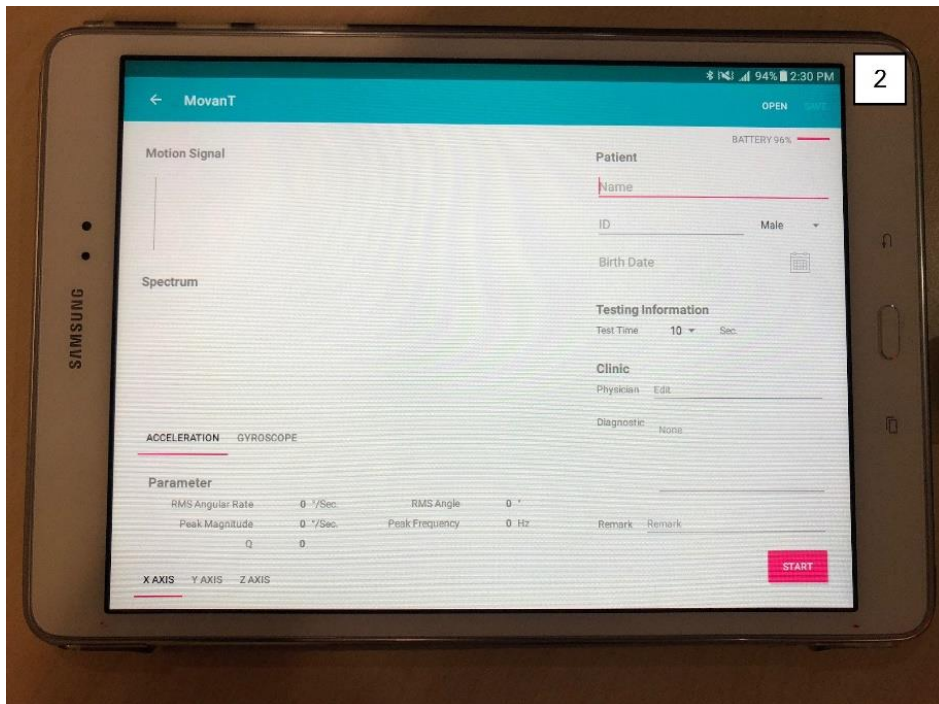 2
94% 2:30 PM
MovanT
OPEN SAVE
BATTERY 96%
Motion Signal
Patient
Name
ID Male
Birth Date
Spectrum
Testing Information
Test Time 10 Sec.
Clinic
Physician Edit
Diagnostic None
ACCELERATION GYROSCOPE
Parameter
RMS Angular Rate 0 °/Sec. RMS Angle 0 °
Peak Magnitude 0 °/Sec. Peak Frequency 0 Hz
Remark Remark
Q 0
START
X AXIS Y AXIS Z AXIS
SAMSUNG